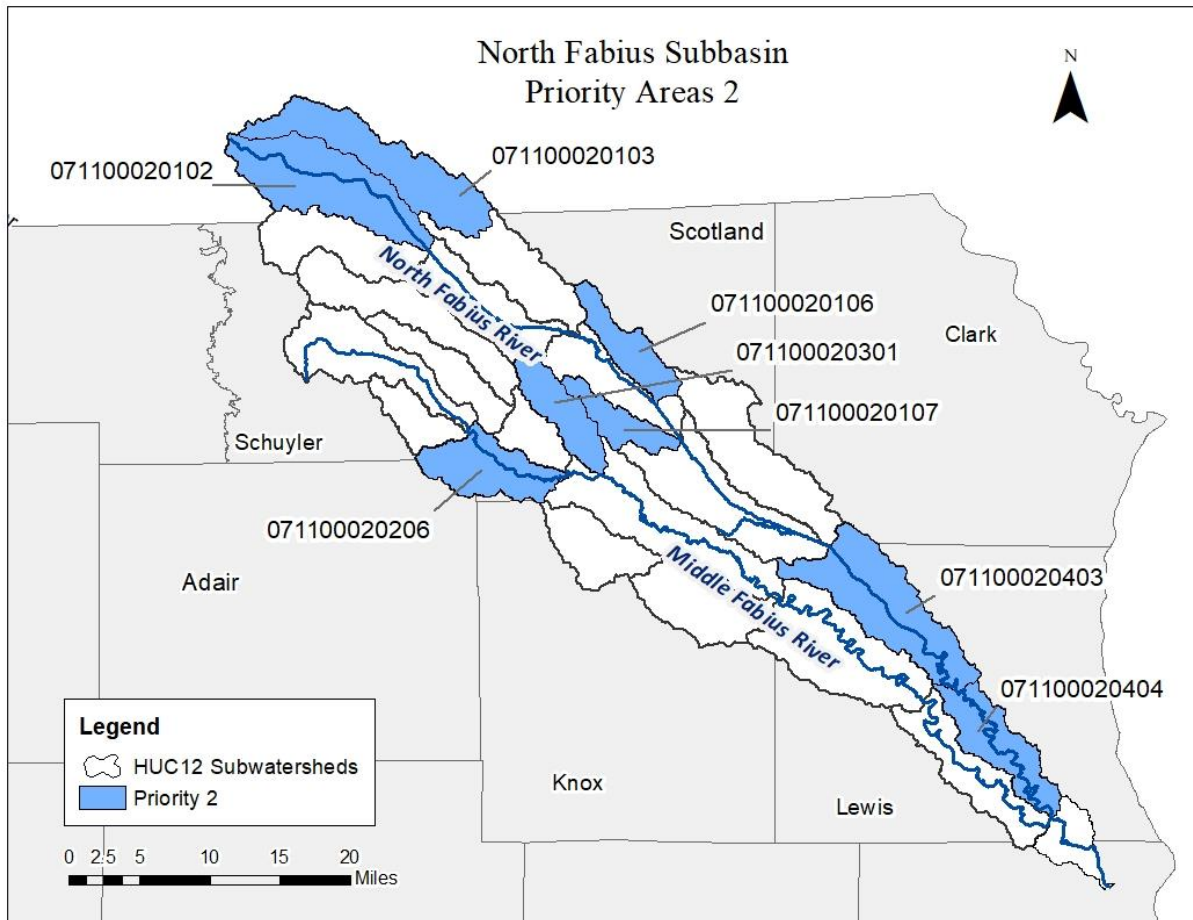 North Fabius Subbasin
Priority Areas 2
N
071100020103
071100020102
Scotland
North Fabius River
071100020106
Clark
071100020301
071100020107
Schuyler
071100020206
Adair
Middle Fabius River
071100020403
071100020404
Legend
HUC12 Subwatersheds
Priority 2
Knox
Lewis
0 2.5 5 10 15 20
Miles